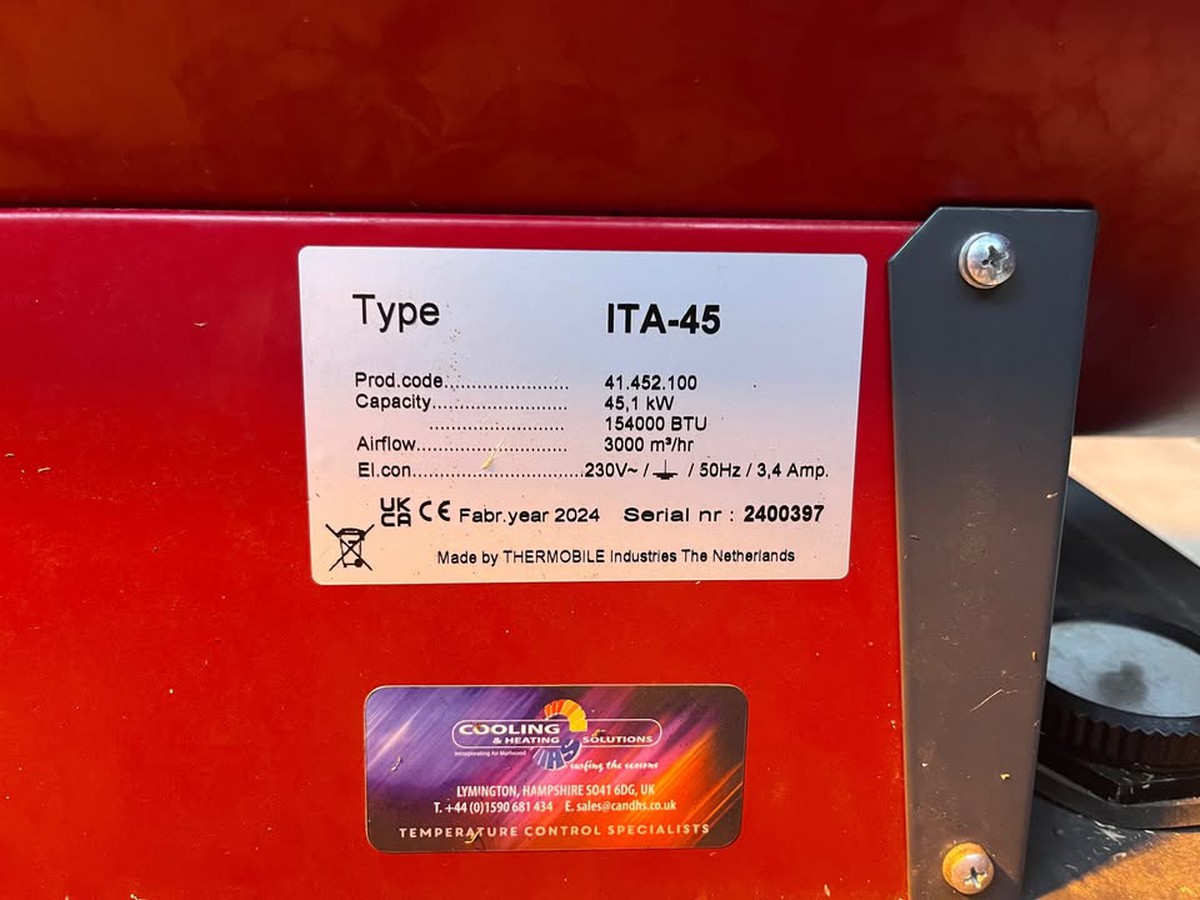 Type ITA-45
Prod.code...................... 41.452.100
Capacity........................ 45,1 kW
........................ 154000 BTU
Airflow........................... 3000 m³/hr
El.con..............................230V~ / ⏚ / 50Hz / 3,4 Amp.
UK CA CE Fabr.year 2024 Serial nr : 2400397
Made by THERMOBILE Industries The Netherlands
COOLING
& HEATING SOLUTIONS
Incorporating Air Murhwood
surfing the seasons
LYMINGTON, HAMPSHIRE SO41 6DG, UK
T. +44 (0)1590 681 434 E. sales@candhs.co.uk
TEMPERATURE CONTROL SPECIALISTS